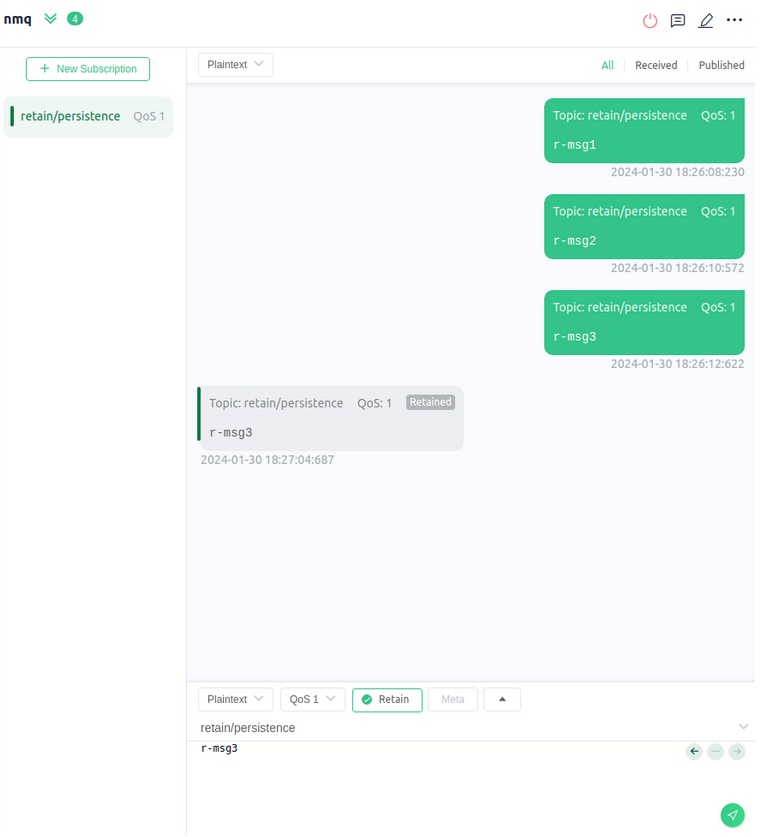 nmq 4
+ New Subscription
retain/persistence QoS 1
Plaintext
All Received Published
Topic: retain/persistence QoS: 1
r-msg1
2024-01-30 18:26:08:230
Topic: retain/persistence QoS: 1
r-msg2
2024-01-30 18:26:10:572
Topic: retain/persistence QoS: 1
r-msg3
2024-01-30 18:26:12:622
Topic: retain/persistence QoS: 1 Retained
r-msg3
2024-01-30 18:27:04:687
Plaintext QoS 1 Retain Meta
retain/persistence
r-msg3